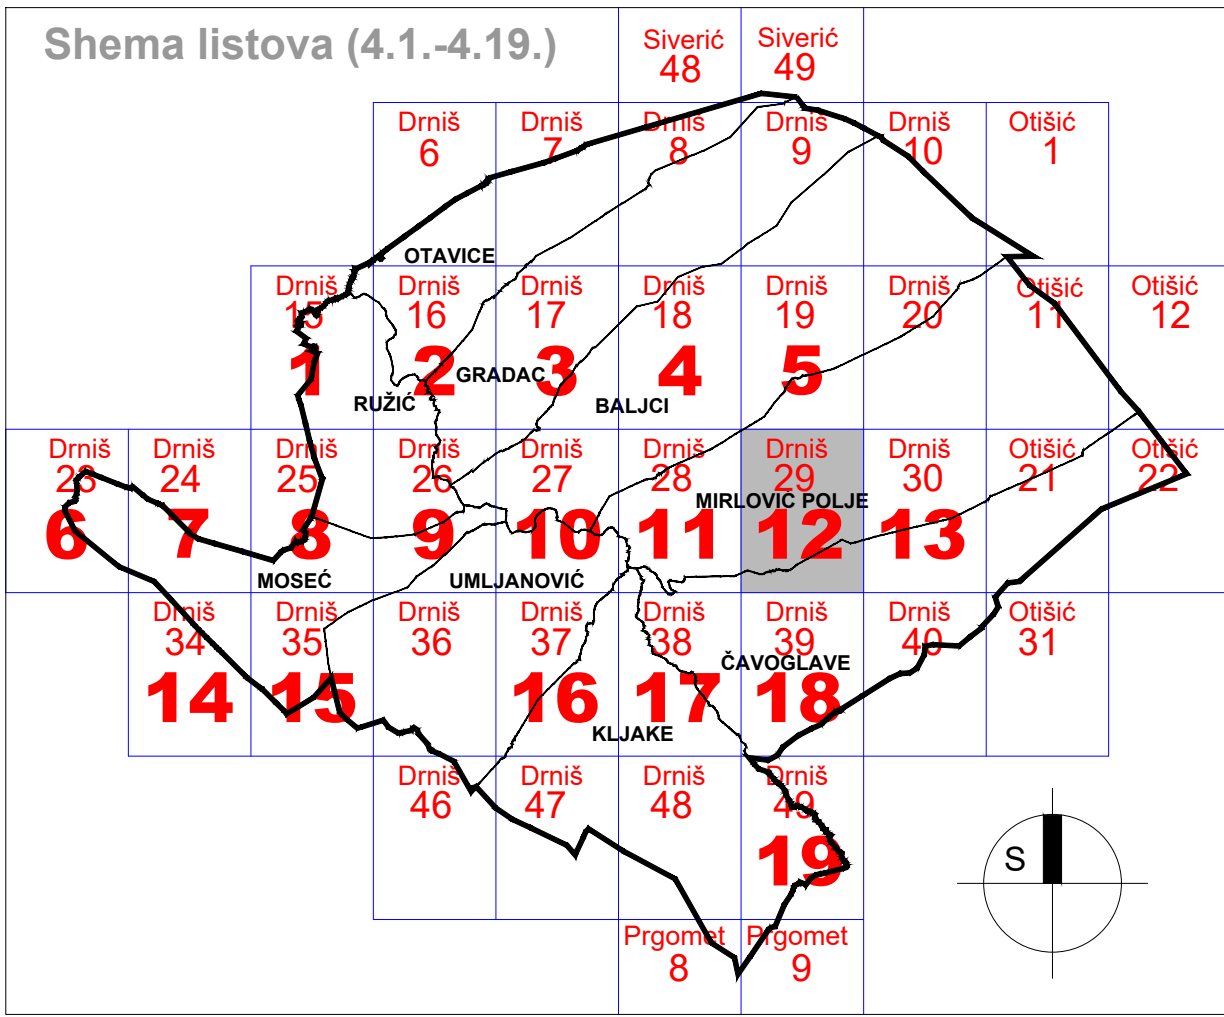 Shema listova (4.1.-4.19.)
Siverić
48
Siverić
49
Drniš
6
Drniš
7
Drniš
8
Drniš
9
Drniš
10
Otišić
1
OTAVICE
Drniš
15
1
Drniš
16
2
Drniš
17
3
Drniš
18
4
Drniš
19
5
Drniš
20
Otišić
11
Otišić
12
RUŽIĆ
GRADAC
BALJCI
Drniš
23
6
Drniš
24
7
Drniš
25
8
Drniš
26
9
Drniš
27
10
Drniš
28
11
Drniš
29
12
Drniš
30
13
Otišić
21
Otišić
22
MIRLOVIĆ POLJE
MOSEĆ
UMLJANOVIĆ
Drniš
34
14
Drniš
35
15
Drniš
36
Drniš
37
16
Drniš
38
17
Drniš
39
18
Drniš
40
Otišić
31
ČAVOGLAVE
KLJAKE
Drniš
46
Drniš
47
Drniš
48
Drniš
49
19
S
Prgomet
8
Prgomet
9